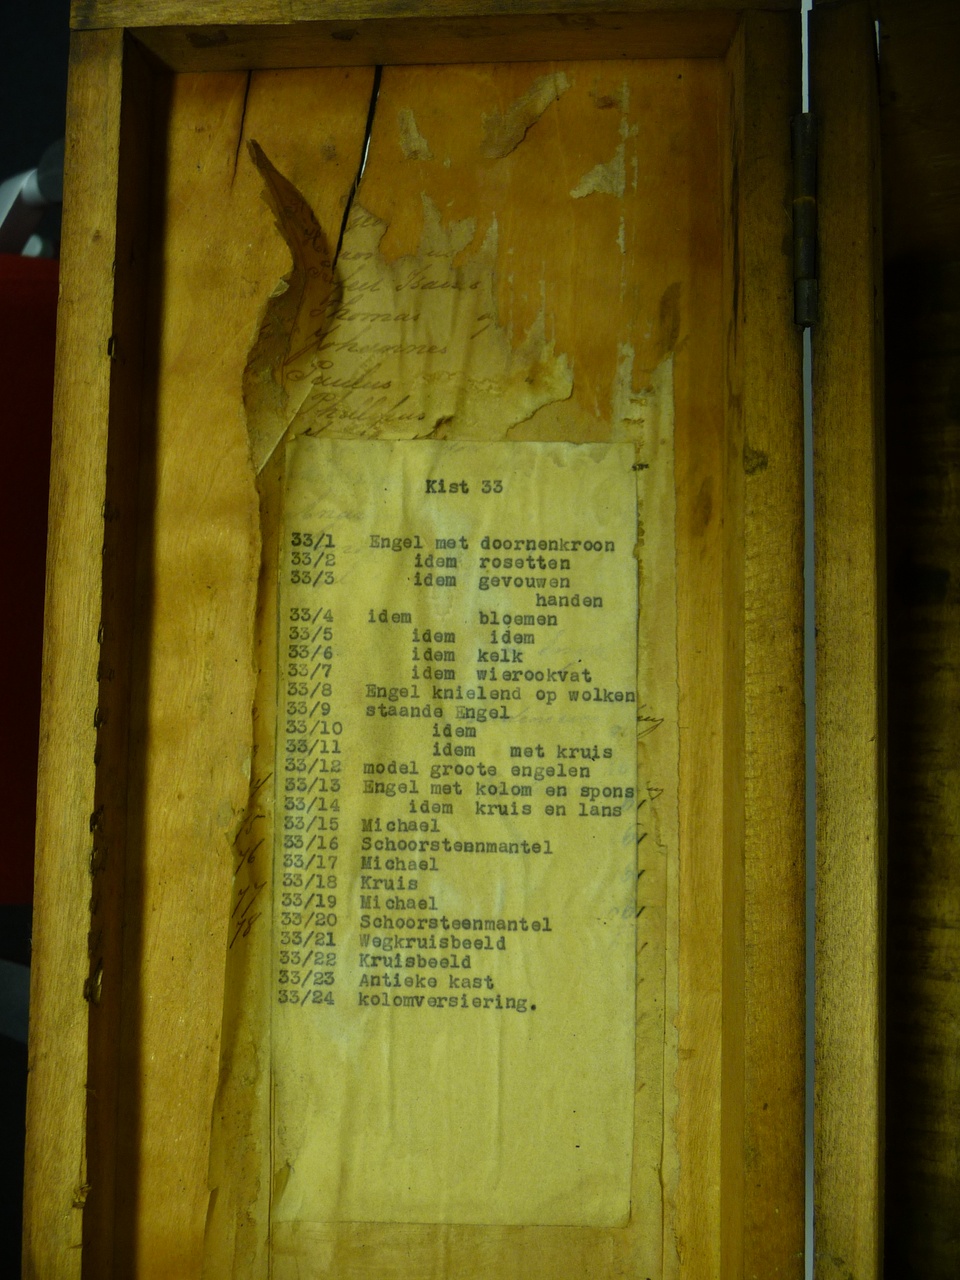 Thomas
Johannes
Paulus
Phillipus
Kist 33
33/1 Engel met doornenkroon
33/2 idem rosetten
33/3 idem gevouwen
handen
33/4 idem bloemen
33/5 idem idem
33/6 idem kelk
33/7 idem wierookvat
33/8 Engel knielend op wolken
33/9 staande Engel
33/10 idem
33/11 idem met kruis
33/12 model groote engelen
33/13 Engel met kolom en spons
33/14 idem kruis en lans
33/15 Michael
33/16 Schoorsteenmantel
33/17 Michael
33/18 Kruis
33/19 Michael
33/20 Schoorsteenmantel
33/21 Wegkruisbeeld
33/22 Kruisbeeld
33/23 Antieke kast
33/24 kolomversiering.
76
77
78